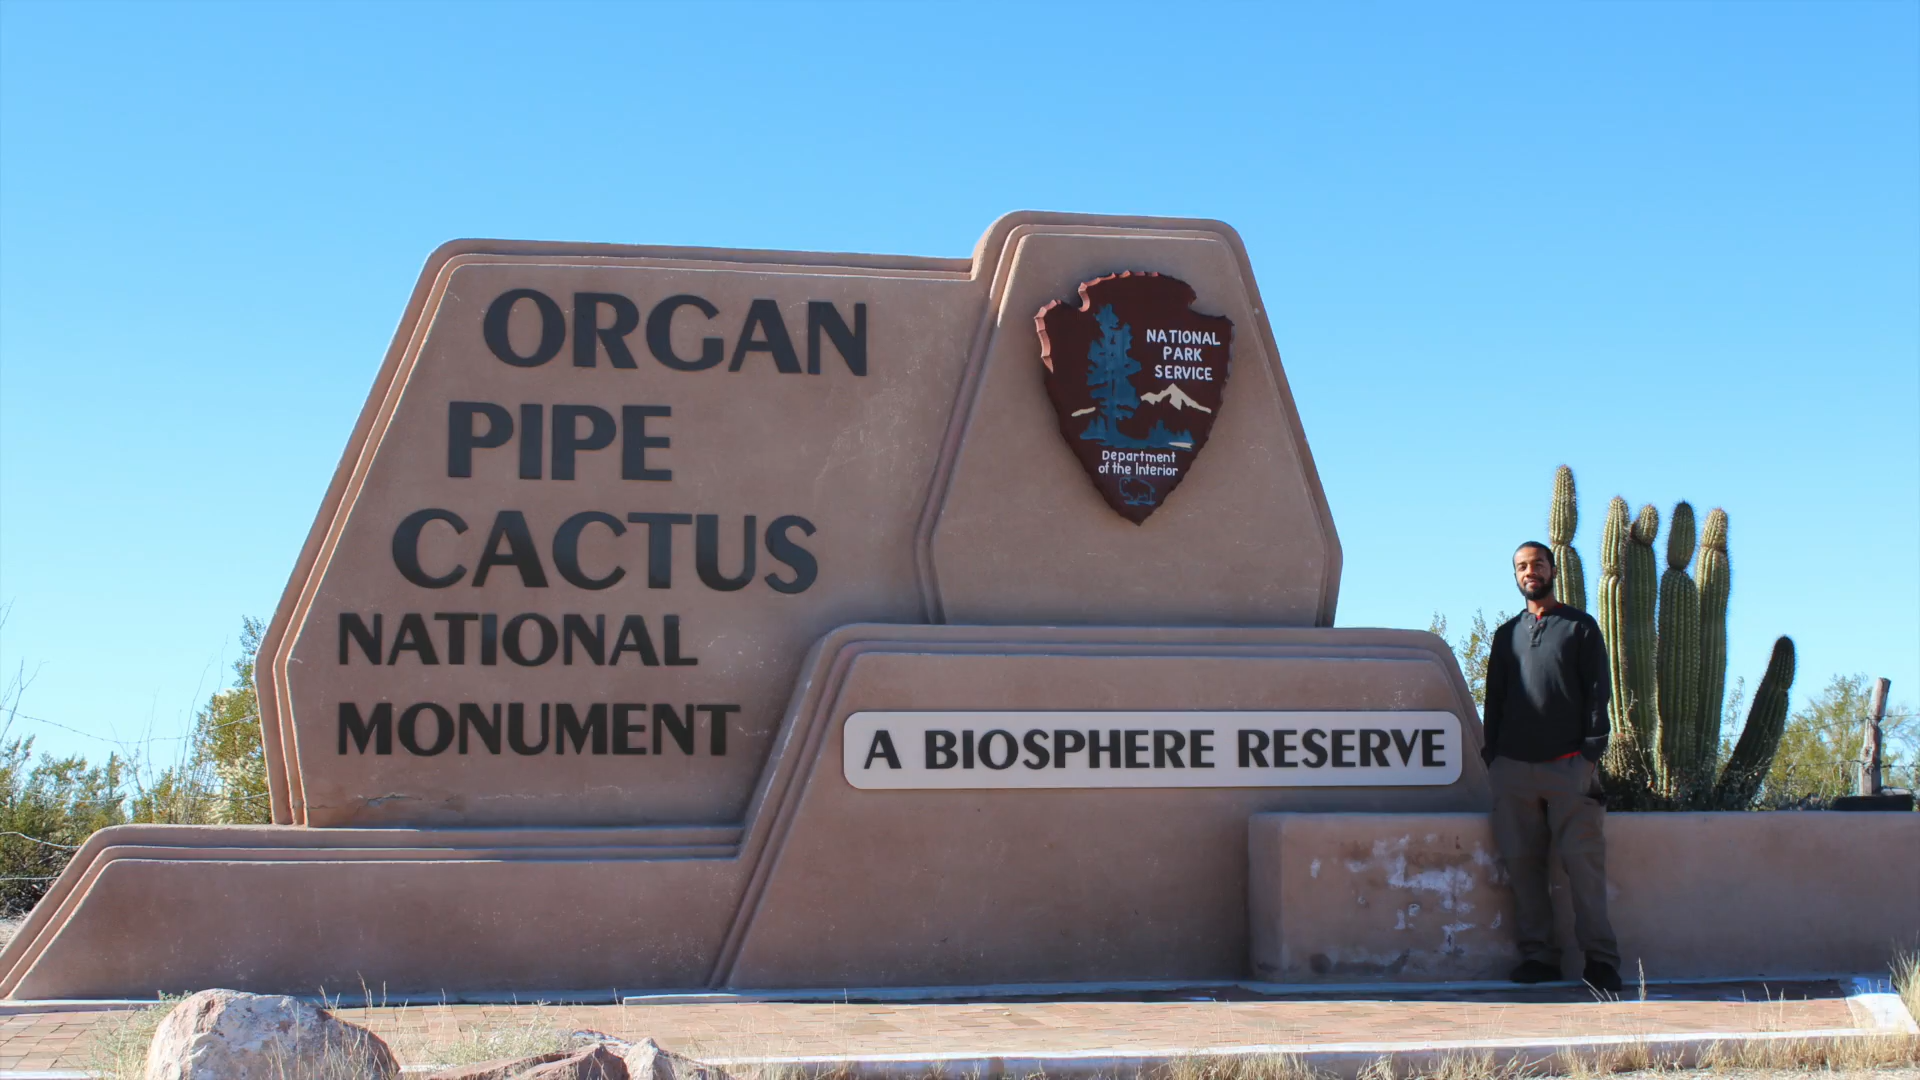 ORGAN
PIPE
CACTUS
NATIONAL
MONUMENT
NATIONAL
PARK
SERVICE
Department
of the Interior
A BIOSPHERE RESERVE